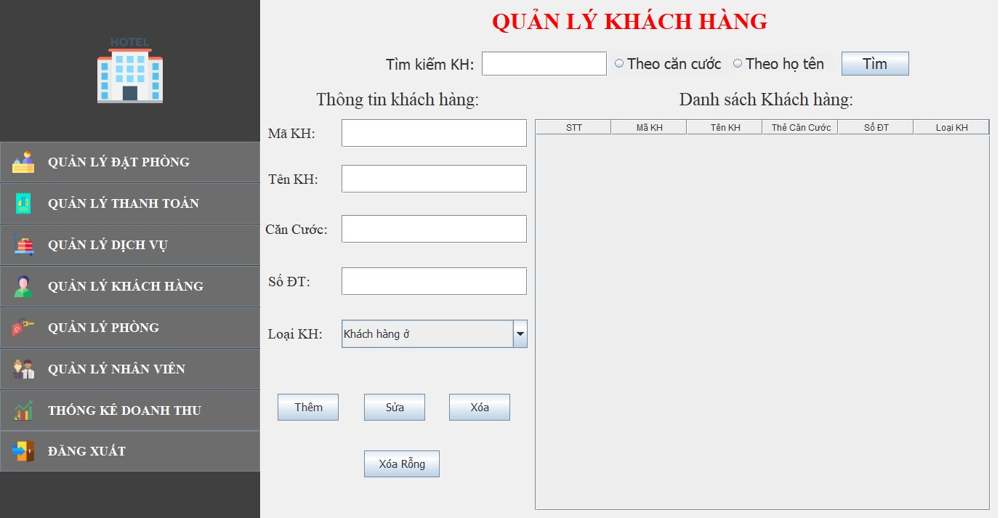 HOTEL
QUẢN LÝ ĐẶT PHÒNG
QUẢN LÝ THANH TOÁN
QUẢN LÝ DỊCH VỤ
QUẢN LÝ KHÁCH HÀNG
QUẢN LÝ PHÒNG
QUẢN LÝ NHÂN VIÊN
THỐNG KÊ DOANH THU
ĐĂNG XUẤT
QUẢN LÝ KHÁCH HÀNG
Tìm kiếm KH: Theo căn cước Theo họ tên Tìm
Thông tin khách hàng:
Mã KH:
Tên KH:
Căn Cước:
Số ĐT:
Loại KH: Khách hàng ở
Thêm Sửa Xóa
Xóa Rỗng
Danh sách Khách hàng:
STT Mã KH Tên KH Thẻ Căn Cước Số ĐT Loại KH